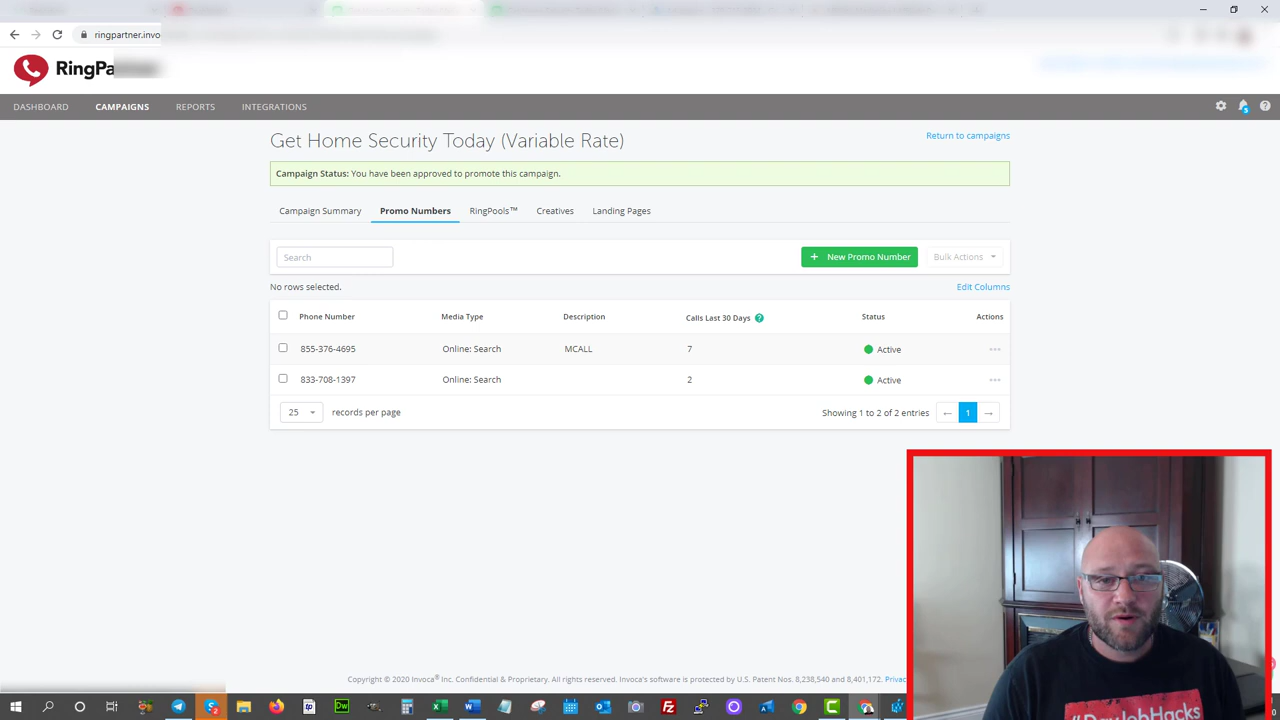 ringpartner.invo
RingPa
DASHBOARD CAMPAIGNS REPORTS INTEGRATIONS
Get Home Security Today (Variable Rate)
Return to campaigns
Campaign Status: You have been approved to promote this campaign.
Campaign Summary Promo Numbers RingPools™ Creatives Landing Pages
Search + New Promo Number Bulk Actions
No rows selected. Edit Columns
Phone Number Media Type Description Calls Last 30 Days ? Status Actions
855-376-4695 Online: Search MCALL 7 Active
833-708-1397 Online: Search 2 Active
25 records per page Showing 1 to 2 of 2 entries ← 1 →
Copyright © 2020 Invoca® Inc. Confidential & Proprietary. All rights reserved. Invoca's software is protected by U.S. Patent Nos. 8,238,540 and 8,401,172. Privac
#DayJobHacks